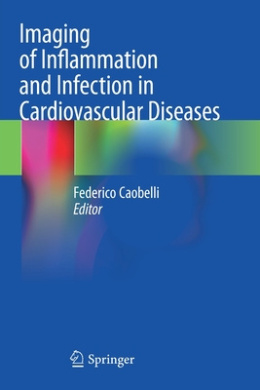 Imaging
of Inflammation
and Infection in
Cardiovascular Diseases
Federico Caobelli
Editor
Springer